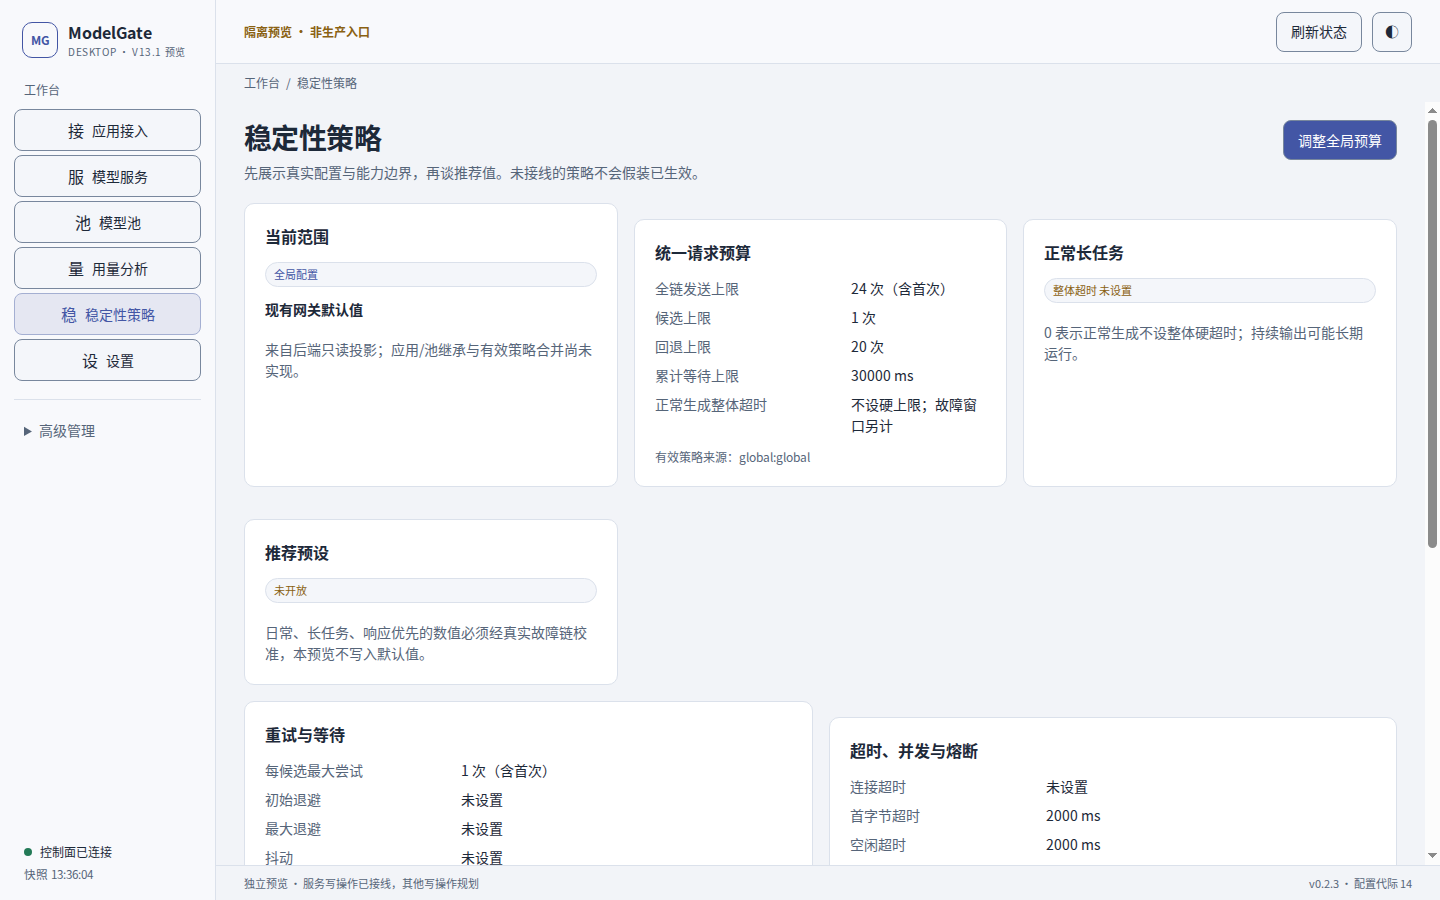 MG
ModelGate
DESKTOP · V13.1 预览
工作台
接 应用接入
服 模型服务
池 模型池
量 用量分析
稳 稳定性策略
设 设置
▶ 高级管理
控制面已连接
快照 13:36:04
隔离预览 · 非生产入口
刷新状态
工作台 / 稳定性策略
稳定性策略
调整全局预算
先展示真实配置与能力边界，再谈推荐值。未接线的策略不会假装已生效。
当前范围
全局配置
现有网关默认值
来自后端只读投影；应用/池继承与有效策略合并尚未
实现。
统一请求预算
全链发送上限 24 次（含首次）
候选上限 1 次
回退上限 20 次
累计等待上限 30000 ms
正常生成整体超时 不设硬上限；故障窗
口另计
有效策略来源：global:global
正常长任务
整体超时 未设置
0 表示正常生成不设整体硬超时；持续输出可能长期
运行。
推荐预设
未开放
日常、长任务、响应优先的数值必须经真实故障链校
准，本预览不写入默认值。
重试与等待
每候选最大尝试 1 次（含首次）
初始退避 未设置
最大退避 未设置
抖动 未设置
超时、并发与熔断
连接超时 未设置
首字节超时 2000 ms
空闲超时 2000 ms
独立预览 · 服务写操作已接线，其他写操作规划
v0.2.3 · 配置代际 14